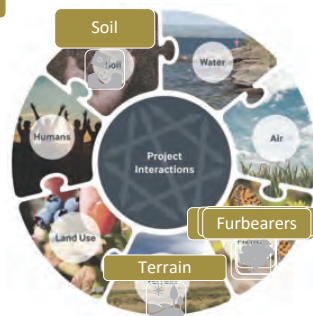 Soil
Soil
Water
Humans
Air
Project
Interactions
Furbearers
Land Use
Terrain